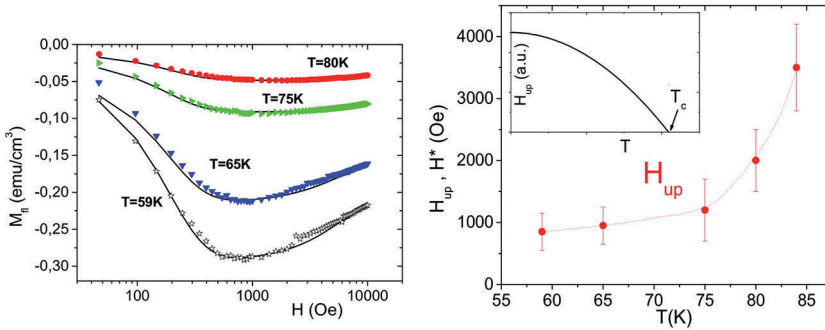 0,00
-0,05
-0,10
-0,15
-0,20
-0,25
-0,30
M_fl (emu/cm³)
T=80K
T=75K
T=65K
T=59K
100 1000 10000
H (Oe)
4000
3000
2000
1000
0
H_up , H* (Oe)
H_up (a.u.)
T_c
T
H_up
55 60 65 70 75 80 85
T(K)